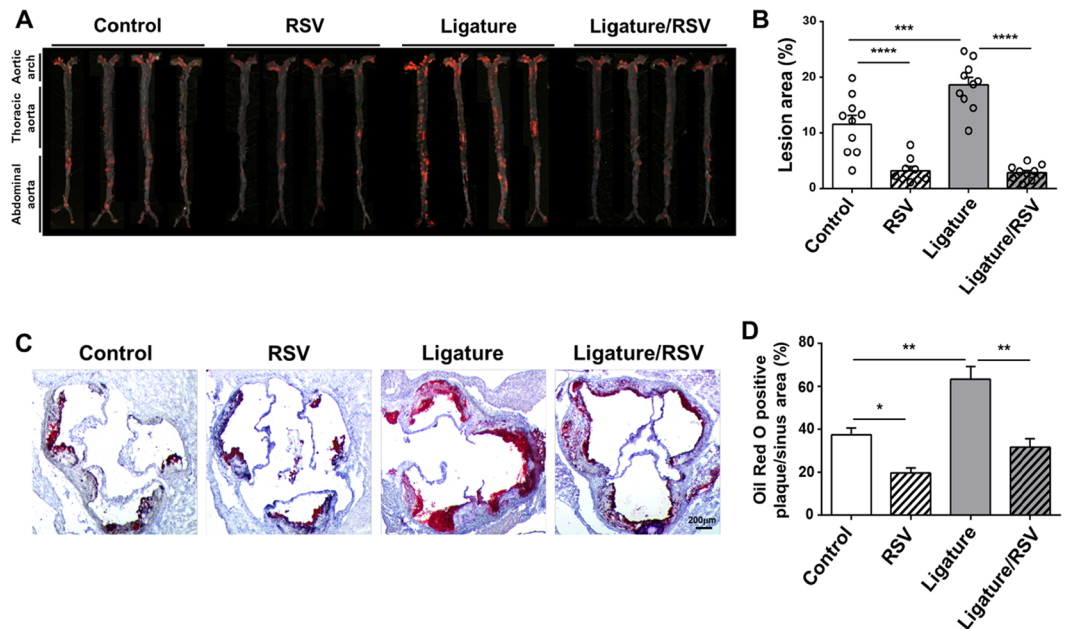 A
Control
RSV
Ligature
Ligature/RSV
Aortic
arch
Thoracic
aorta
Abdominal
aorta
B
Lesion area (%)
30
20
10
0
***
****
****
Control
RSV
Ligature
Ligature/RSV
C
Control
RSV
Ligature
Ligature/RSV
200µm
D
Oil Red O positive
plaque/sinus area (%)
80
60
40
20
0
**
**
*
Control
RSV
Ligature
Ligature/RSV